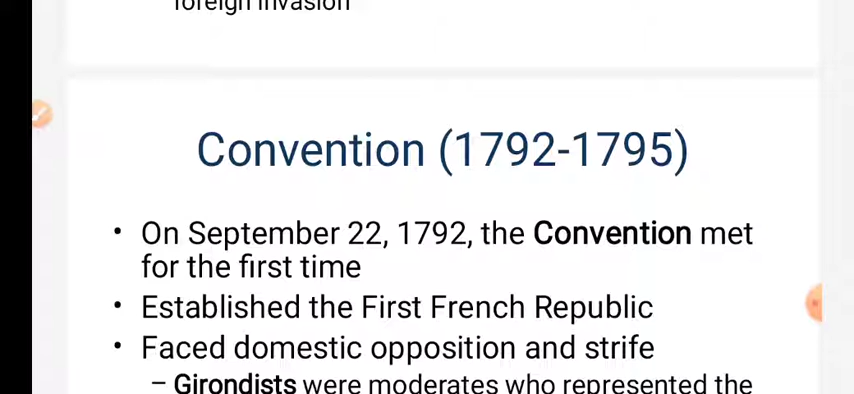 foreign invasion
Convention (1792-1795)
• On September 22, 1792, the Convention met
for the first time
• Established the First French Republic
• Faced domestic opposition and strife
– Girondists were moderates who represented the